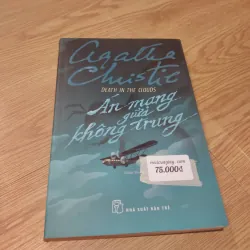 Agatha
Christie
DEATH IN THE CLOUDS
Án mạng
giữa
không trung
75.000đ
NHÀ XUẤT BẢN TRẺ